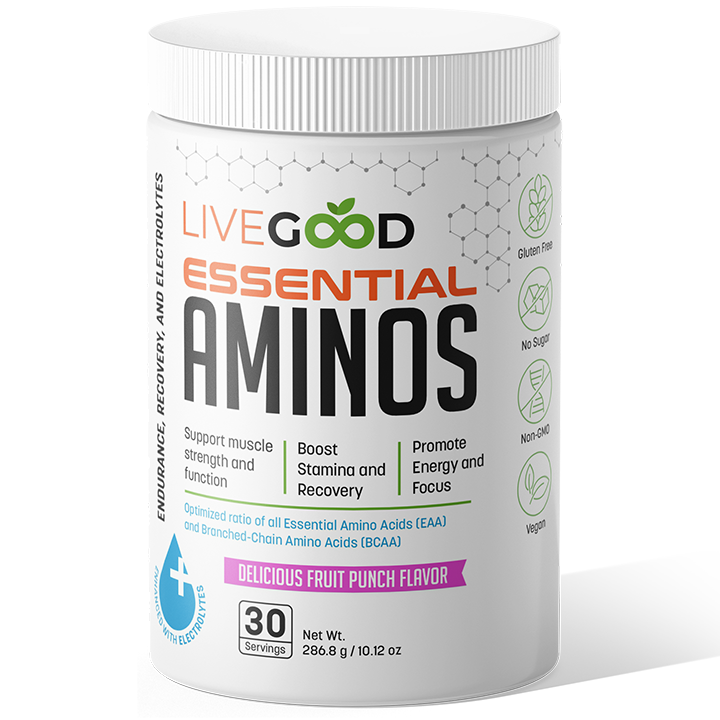 LIVEGOOD
ESSENTIAL
AMINOS
Support muscle
strength and
function
Boost
Stamina and
Recovery
Promote
Energy and
Focus
Optimized ratio of all Essential Amino Acids (EAA)
and Branched-Chain Amino Acids (BCAA)
DELICIOUS FRUIT PUNCH FLAVOR
30
Servings
Net Wt.
286.8 g / 10.12 oz
ENDURANCE, RECOVERY, AND ELECTROLYTES
ENHANCED WITH ELECTROLYTES
Gluten Free
No Sugar
Non-GMO
Vegan